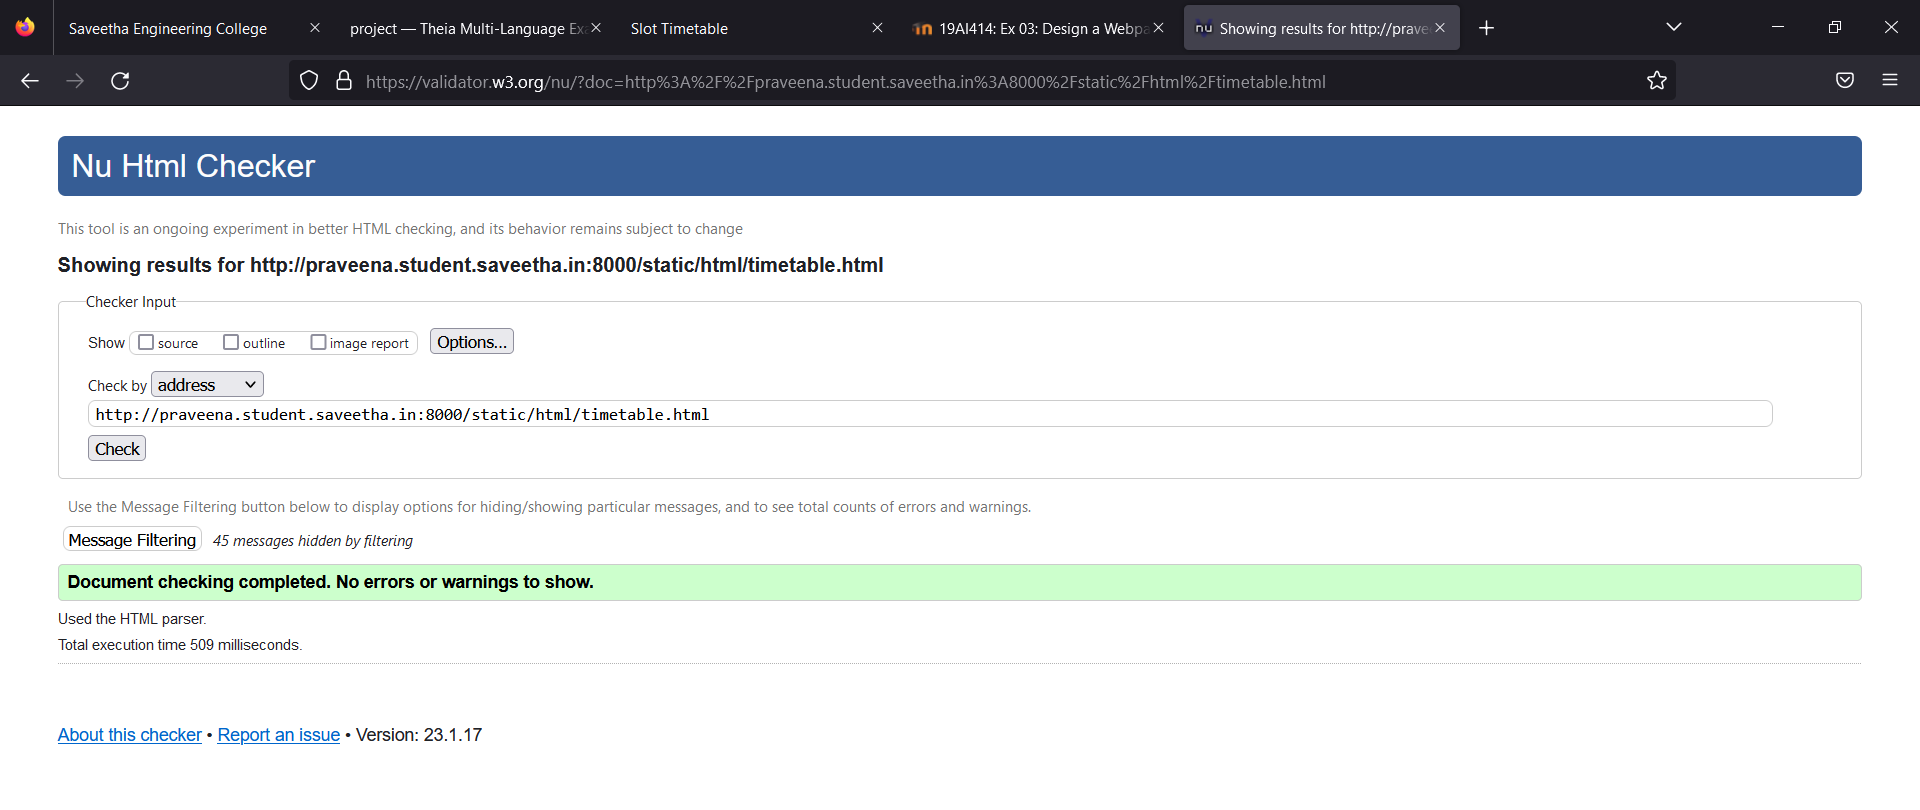 Saveetha Engineering College
project — Theia Multi-Language Exa
Slot Timetable
19AI414: Ex 03: Design a Webpa
nu Showing results for http://prave
https://validator.w3.org/nu/?doc=http%3A%2F%2Fpraveena.student.saveetha.in%3A8000%2Fstatic%2Fhtml%2Ftimetable.html
Nu Html Checker
This tool is an ongoing experiment in better HTML checking, and its behavior remains subject to change
Showing results for http://praveena.student.saveetha.in:8000/static/html/timetable.html
Checker Input
Show source outline image report Options...
Check by address
http://praveena.student.saveetha.in:8000/static/html/timetable.html
Check
Use the Message Filtering button below to display options for hiding/showing particular messages, and to see total counts of errors and warnings.
Message Filtering 45 messages hidden by filtering
Document checking completed. No errors or warnings to show.
Used the HTML parser.
Total execution time 509 milliseconds.
About this checker • Report an issue • Version: 23.1.17